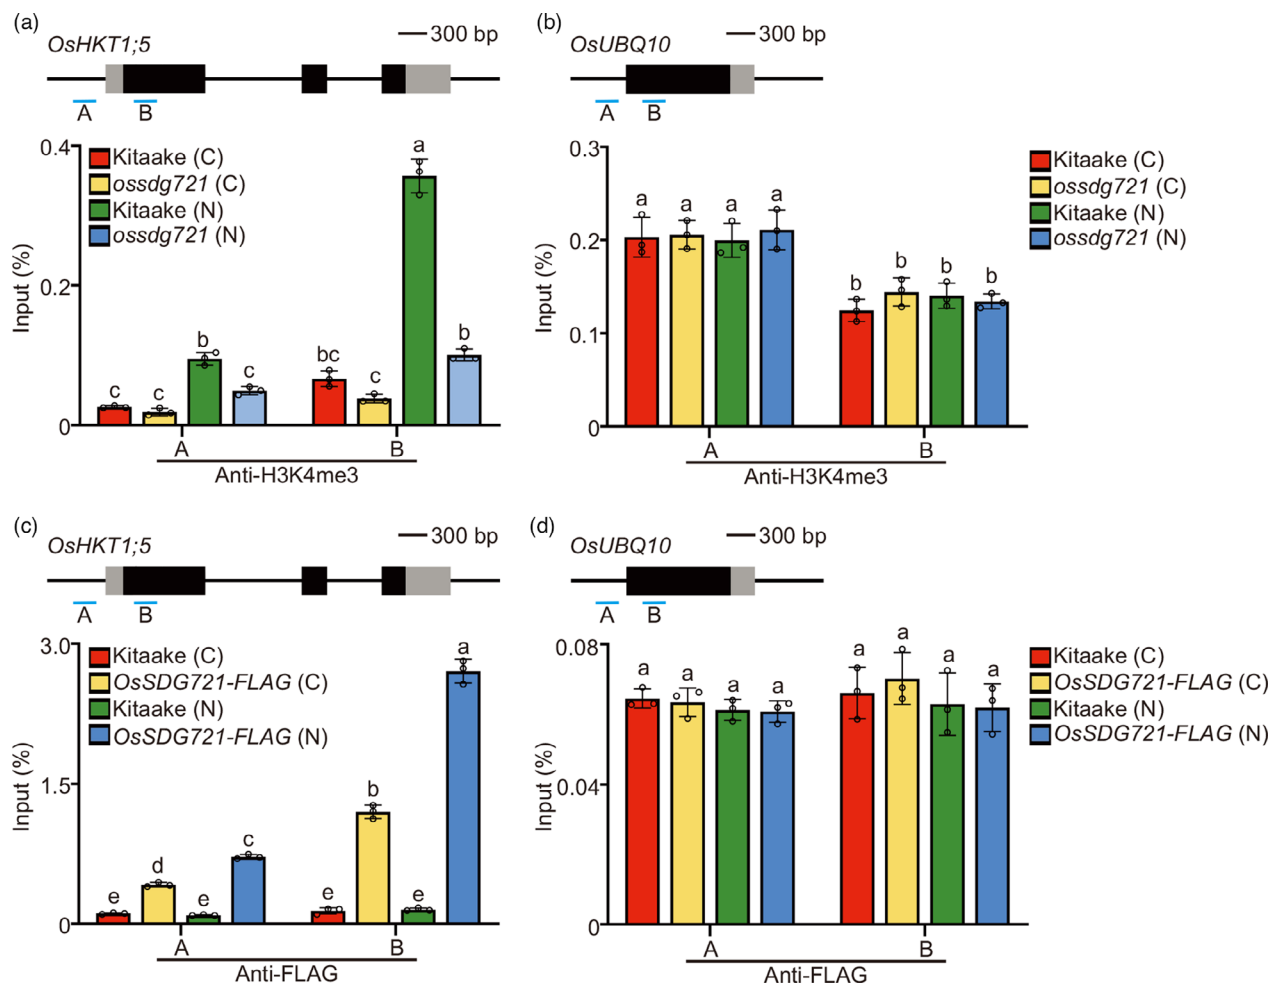 (a)
OsHKT1;5
300 bp
A B
0.4
0.2
0
Input (%)
Kitaake (C)
ossdg721 (C)
Kitaake (N)
ossdg721 (N)
c c b c bc c a b
A B
Anti-H3K4me3
(b)
OsUBQ10
300 bp
A B
0.3
0.2
0.1
0
Input (%)
a a a a b b b b
A B
Anti-H3K4me3
Kitaake (C)
ossdg721 (C)
Kitaake (N)
ossdg721 (N)
(c)
OsHKT1;5
300 bp
A B
3.0
1.5
0
Input (%)
Kitaake (C)
OsSDG721-FLAG (C)
Kitaake (N)
OsSDG721-FLAG (N)
e d e c e b e a
A B
Anti-FLAG
(d)
OsUBQ10
300 bp
A B
0.08
0.04
0
Input (%)
a a a a a a a a
A B
Anti-FLAG
Kitaake (C)
OsSDG721-FLAG (C)
Kitaake (N)
OsSDG721-FLAG (N)